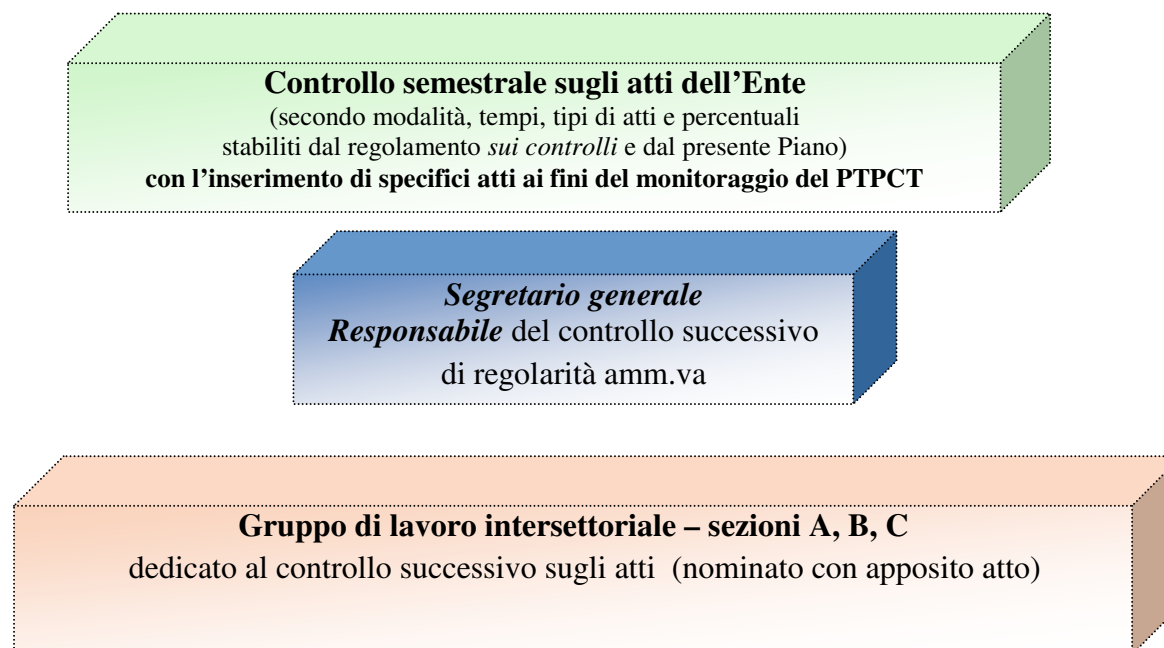 Controllo semestrale sugli atti dell’Ente
(secondo modalità, tempi, tipi di atti e percentuali
stabiliti dal regolamento sui controlli e dal presente Piano)
con l’inserimento di specifici atti ai fini del monitoraggio del PTPCT
Segretario generale
Responsabile del controllo successivo
di regolarità amm.va
Gruppo di lavoro intersettoriale – sezioni A, B, C
dedicato al controllo successivo sugli atti (nominato con apposito atto)